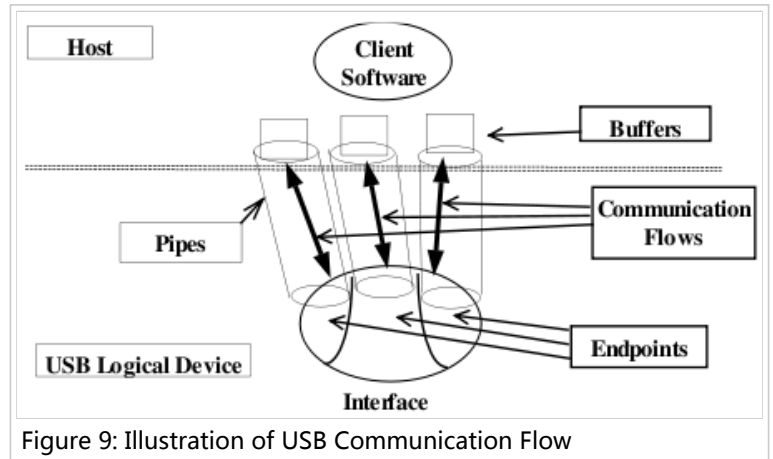 Host
Client
Software
Buffers
Communication
Flows
Pipes
Endpoints
USB Logical Device
Interface
Figure 9: Illustration of USB Communication Flow